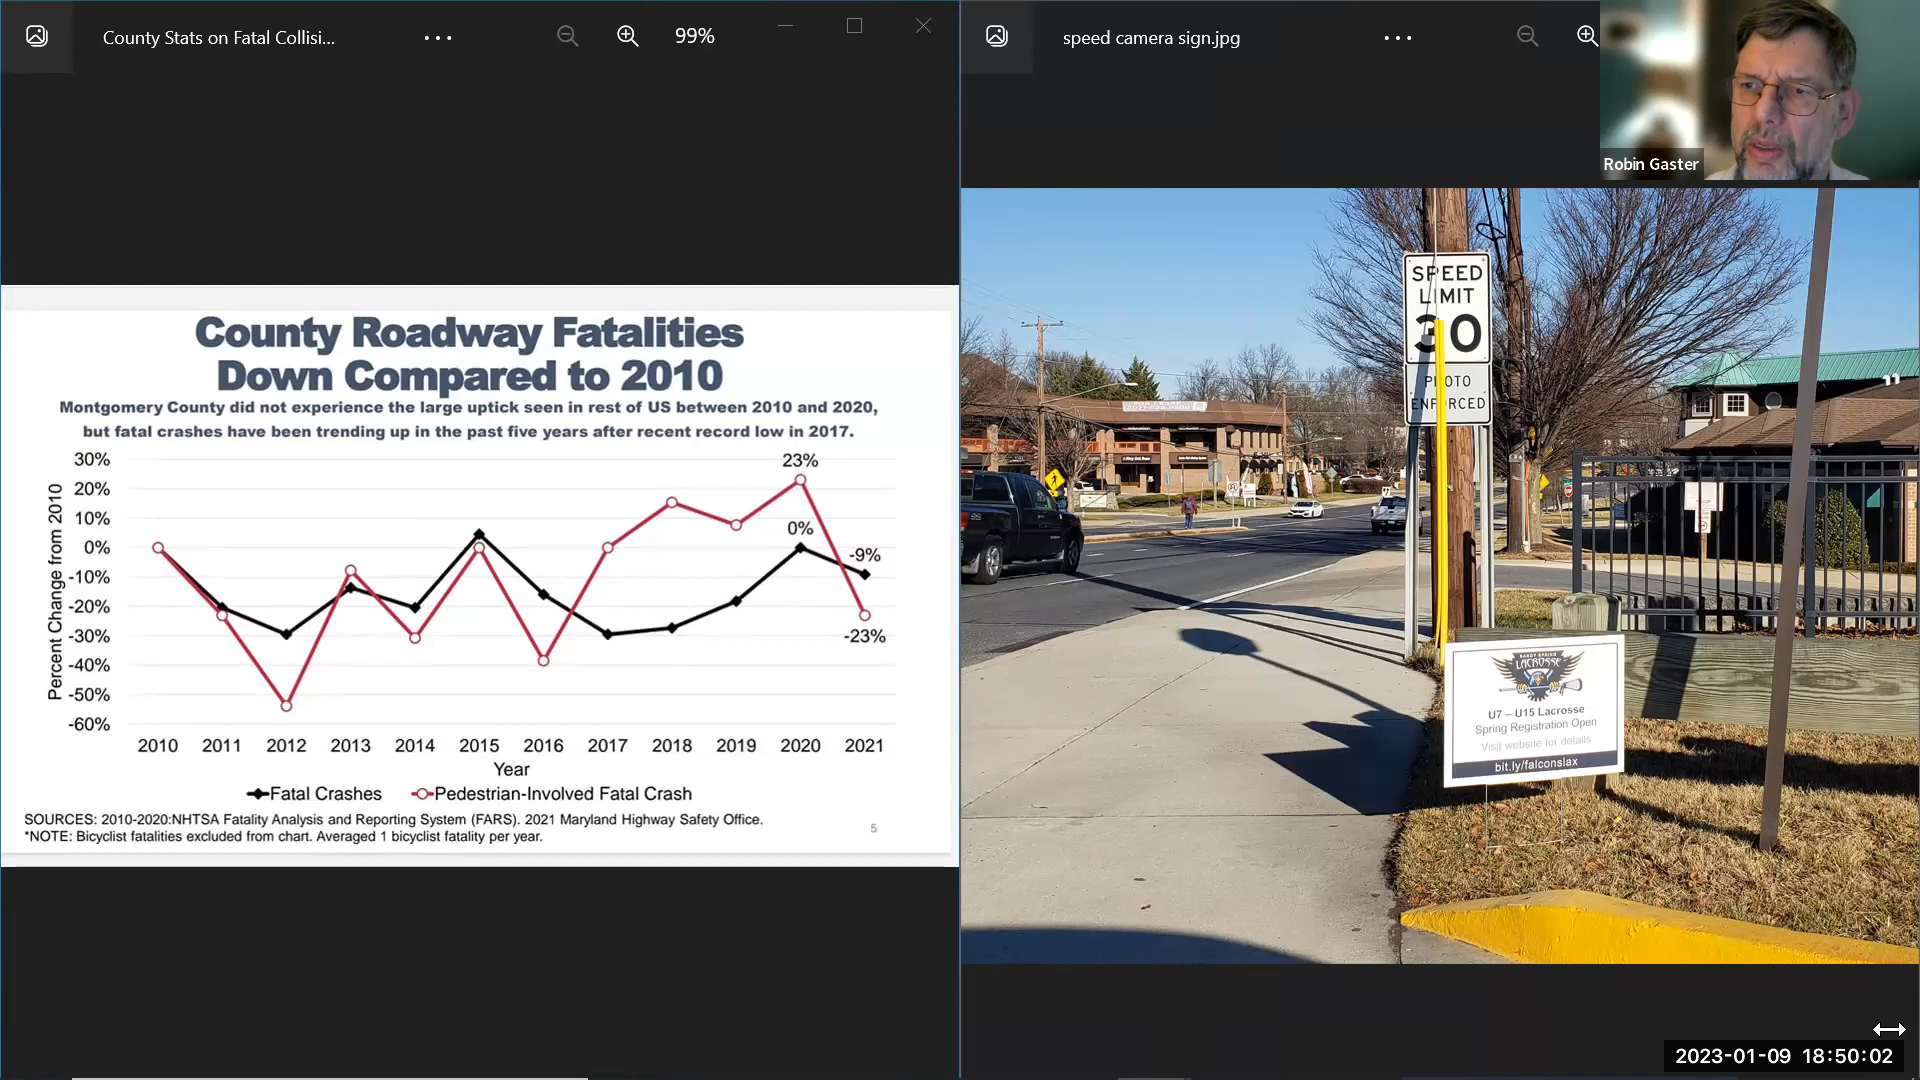 County Stats on Fatal Collisi...
99%
speed camera sign.jpg
Robin Gaster
County Roadway Fatalities
Down Compared to 2010
Montgomery County did not experience the large uptick seen in rest of US between 2010 and 2020,
but fatal crashes have been trending up in the past five years after recent record low in 2017.
Percent Change from 2010
30%
20%
10%
0%
-10%
-20%
-30%
-40%
-50%
-60%
23%
0%
-9%
-23%
2010 2011 2012 2013 2014 2015 2016 2017 2018 2019 2020 2021
Year
Fatal Crashes Pedestrian-Involved Fatal Crash
SOURCES: 2010-2020:NHTSA Fatality Analysis and Reporting System (FARS). 2021 Maryland Highway Safety Office.
*NOTE: Bicyclist fatalities excluded from chart. Averaged 1 bicyclist fatality per year.
5
SPEED
LIMIT
30
PHOTO
ENFORCED
SANDY SPRING
LACROSSE
U7 – U15 Lacrosse
Spring Registration Open
Visit website for details
bit.ly/falconslax
2023-01-09 18:50:02